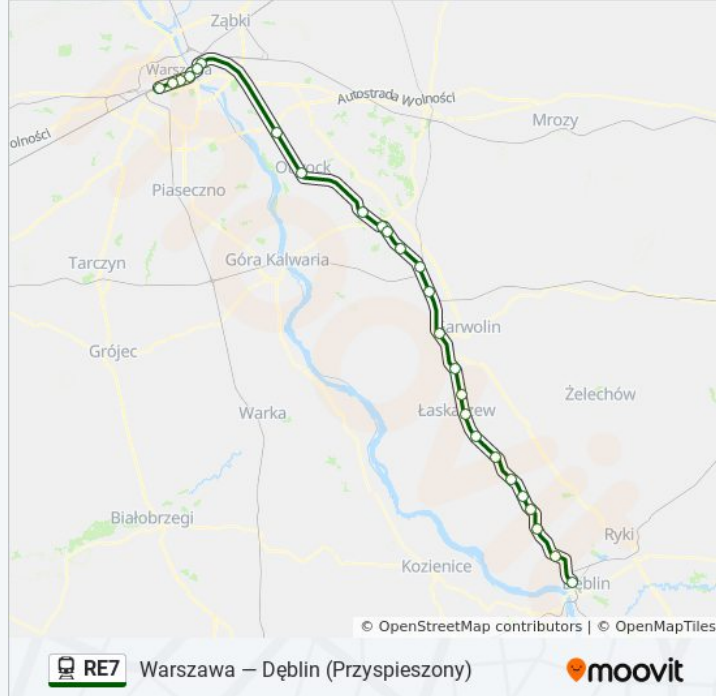 Ząbki
Warszawa
Autostrada Wolności
olności
Mrozy
Otwock
Piaseczno
Tarczyn
Góra Kalwaria
Garwolin
Grójec
Żelechów
Warka
Łaskarzew
Białobrzegi
Ryki
Kozienice
Dęblin
© OpenStreetMap contributors | © OpenMapTiles
RE7 Warszawa — Dęblin (Przyspieszony)
moovit